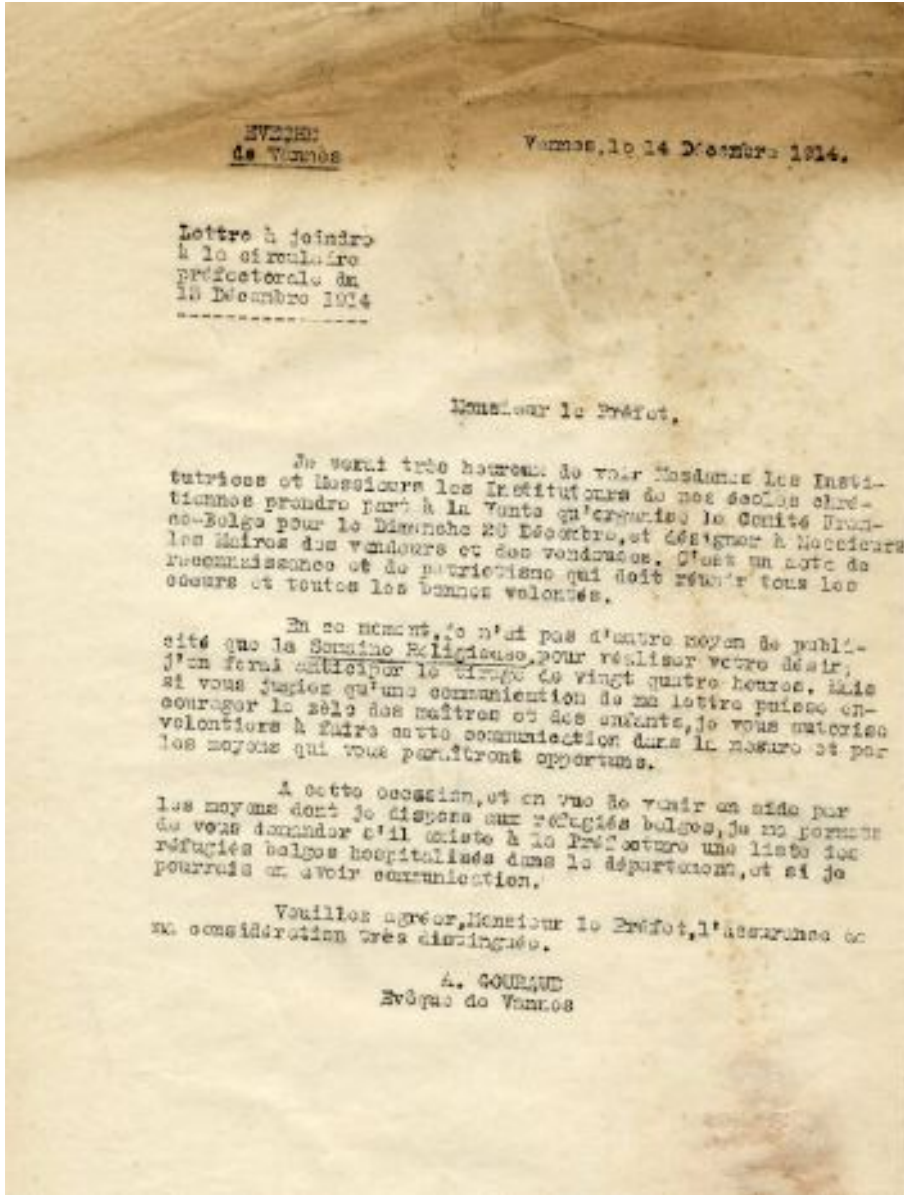 EVECHE
de Vannes
Vannes, le 14 Décembre 1914.
Lettre à joindre
à la circulaire
préfectorale du
15 Décembre 1914
----------------
Monsieur le Préfet,
Je serai très heureux de voir Mesdames les Insti-
tutrices et Messieurs les Instituteurs de nos écoles chré-
tiennes prendre part à la Vente qu'organise le Comité Fran-
co-Belge pour le Dimanche Décembre, et désigner à Messieurs
les Maires des vendeurs et des vendeuses. C'est un acte de
reconnaissance et de patriotisme qui doit réunir tous les
coeurs et toutes les bonnes volontés.
En ce moment, je n'ai pas d'autre moyen de publi-
cité que la Semaine Religieuse, pour réaliser votre désir,
j'en ferai anticiper le tirage de vingt quatre heures. Mais
si vous jugiez qu'une communication de ma lettre puisse en-
courager le zèle des maîtres et des enfants, je vous autorise
volontiers à faire cette communication dans la mesure et par
les moyens qui vous paraîtront opportuns.
A cette occasion, et en vue de venir en aide par
les moyens dont je dispose aux réfugiés belges, je me permets
de vous demander s'il existe à la Préfecture une liste des
réfugiés belges hospitalisés dans le département, et si je
pourrais en avoir communication.
Veuillez agréer, Monsieur le Préfet, l'assurance de
ma considération très distinguée.
A. GOURAUD
Evêque de Vannes